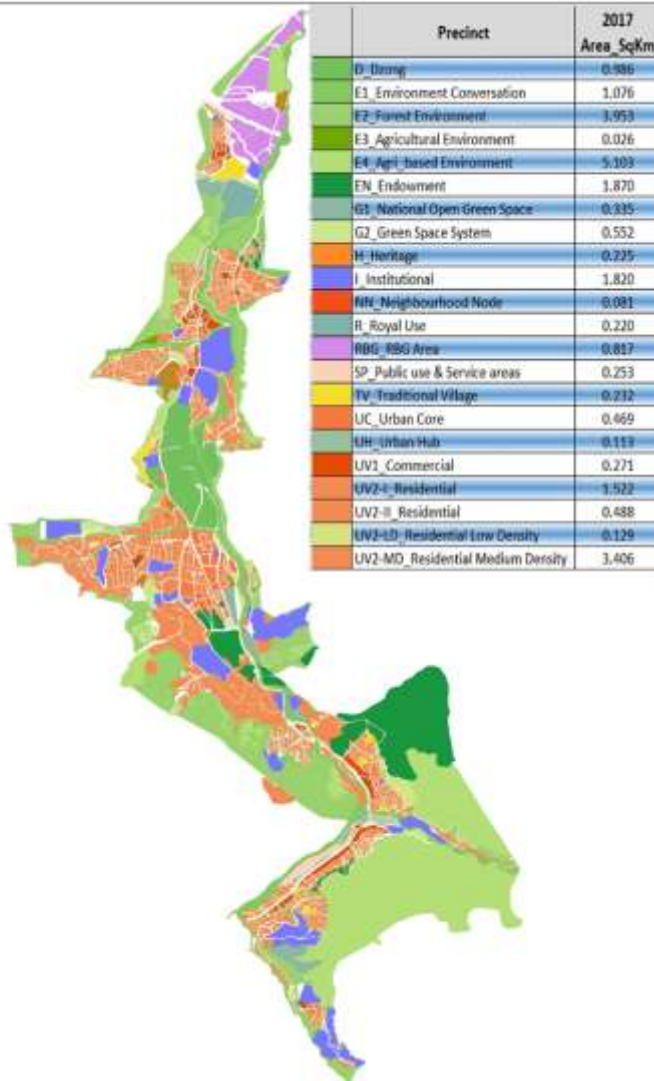 Precinct 2017 Area_SqKm
D_Dzong 0.986
E1_Environment Conversation 1.076
E2_Forest Environment 3.953
E3_Agricultural Environment 0.026
E4_Agri_based Environment 5.103
EN_Endowment 1.870
G1_National Open Green Space 0.335
G2_Green Space System 0.552
H_Heritage 0.225
I_Institutional 1.820
NN_Neighbourhood Node 0.081
R_Royal Use 0.220
RBG_RBG Area 0.817
SP_Public use & Service areas 0.253
TV_Traditional Village 0.232
UC_Urban Core 0.469
UH_Urban Hub 0.113
UV1_Commercial 0.271
UV2-I_Residential 1.522
UV2-II_Residential 0.488
UV2-LD_Residential Low Density 0.129
UV2-MD_Residential Medium Density 3.406